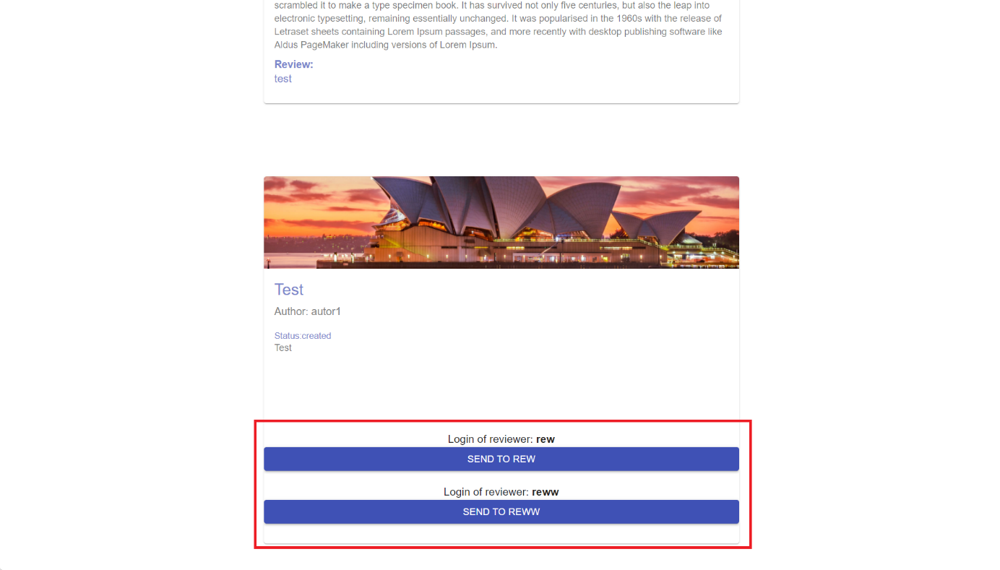 scrambled it to make a type specimen book. It has survived not only five centuries, but also the leap into
electronic typesetting, remaining essentially unchanged. It was popularised in the 1960s with the release of
Letraset sheets containing Lorem Ipsum passages, and more recently with desktop publishing software like
Aldus PageMaker including versions of Lorem Ipsum.
Review:
test
Test
Author: autor1
Status:created
Test
Login of reviewer: rew
SEND TO REW
Login of reviewer: reww
SEND TO REWW